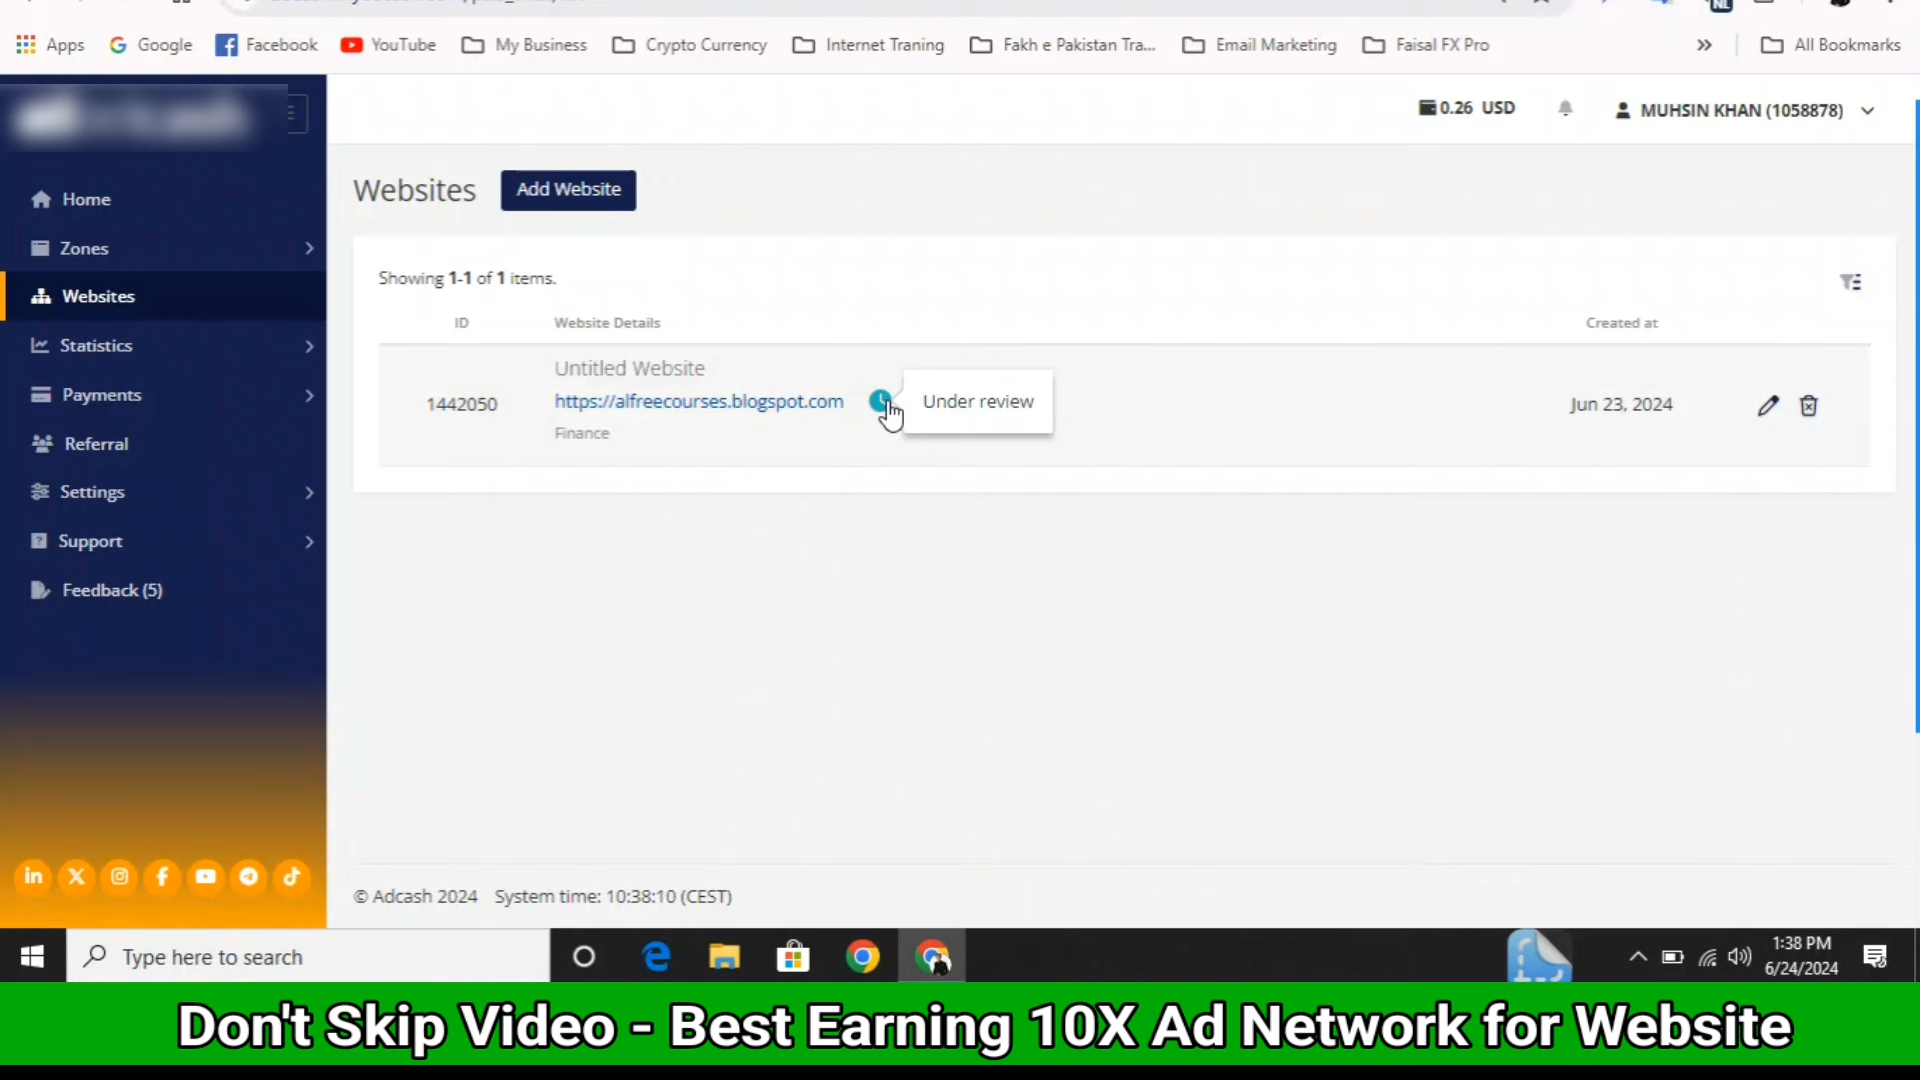 Apps Google Facebook YouTube My Business Crypto Currency Internet Traning Fakh e Pakistan Tra... Email Marketing Faisal FX Pro » All Bookmarks
0.26 USD MUHSIN KHAN (1058878)
Home
Zones
Websites
Statistics
Payments
Referral
Settings
Support
Feedback (5)
Websites Add Website
Showing 1-1 of 1 items.
ID Website Details Created at
Untitled Website
1442050 https://alfreecourses.blogspot.com Under review Jun 23, 2024
Finance
© Adcash 2024 System time: 10:38:10 (CEST)
Type here to search
1:38 PM
6/24/2024
Don't Skip Video - Best Earning 10X Ad Network for Website